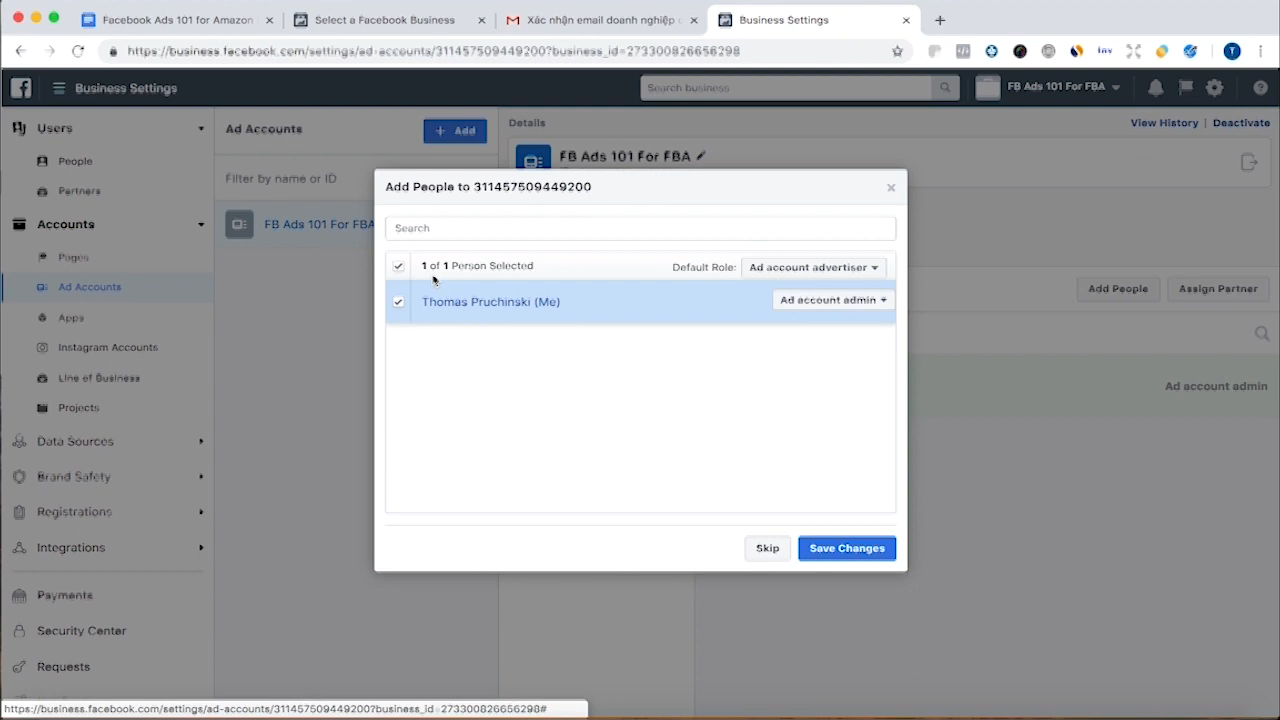 Facebook Ads 101 for Amazon
Select a Facebook Business
Xác nhận email doanh nghiệp c
Business Settings
https://business.facebook.com/settings/ad-accounts/311457509449200?business_id=273300826656298
T
Business Settings
Search business
FB Ads 101 For FBA
Users
People
Partners
Accounts
Pages
Ad Accounts
Apps
Instagram Accounts
Line of Business
Projects
Data Sources
Brand Safety
Registrations
Integrations
Payments
Security Center
Requests
Ad Accounts
+ Add
Filter by name or ID
FB Ads 101 For FBA
Details
View History | Deactivate
FB Ads 101 For FBA
Add People
Assign Partner
Ad account admin
Add People to 311457509449200
Search
1 of 1 Person Selected
Default Role: Ad account advertiser
Thomas Pruchinski (Me)
Ad account admin
Skip
Save Changes
https://business.facebook.com/settings/ad-accounts/311457509449200?business_id=273300826656298#